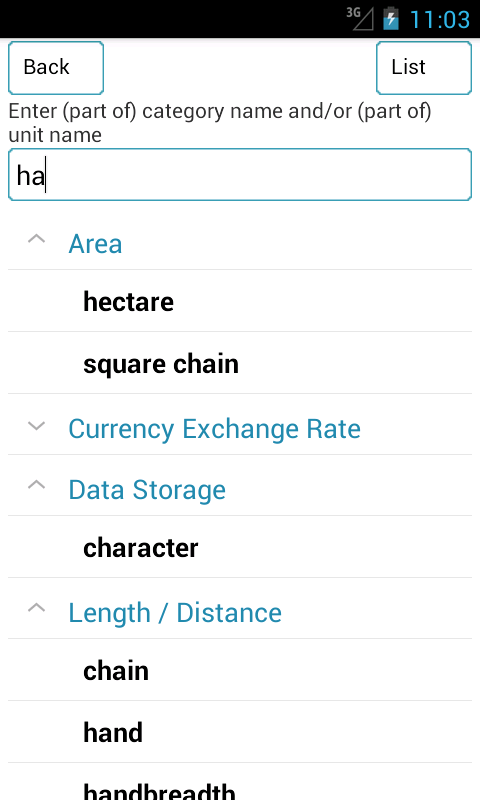 3G 11:03
Back List
Enter (part of) category name and/or (part of)
unit name
ha
Area
hectare
square chain
Currency Exchange Rate
Data Storage
character
Length / Distance
chain
hand
handbreadth